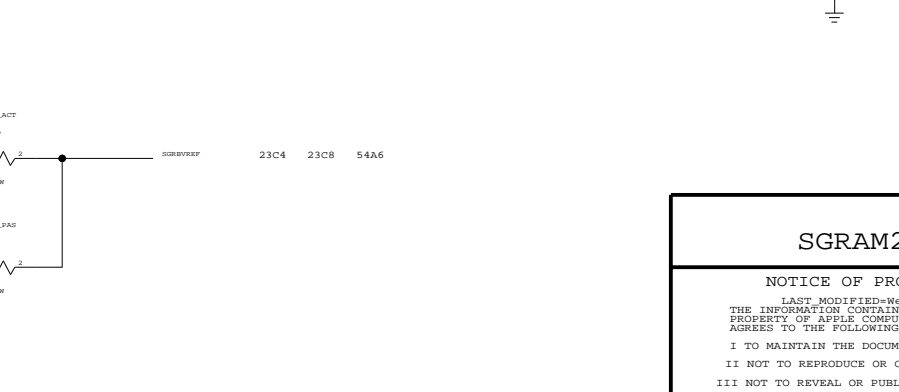 _ACT
2
SGRBVREF 23C4 23C8 54A6
W
_PAS
2
W
SGRAM2
NOTICE OF PRO
LAST_MODIFIED=We
THE INFORMATION CONTAIN
PROPERTY OF APPLE COMPU
AGREES TO THE FOLLOWING
I TO MAINTAIN THE DOCUM
II NOT TO REPRODUCE OR C
III NOT TO REVEAL OR PUBL